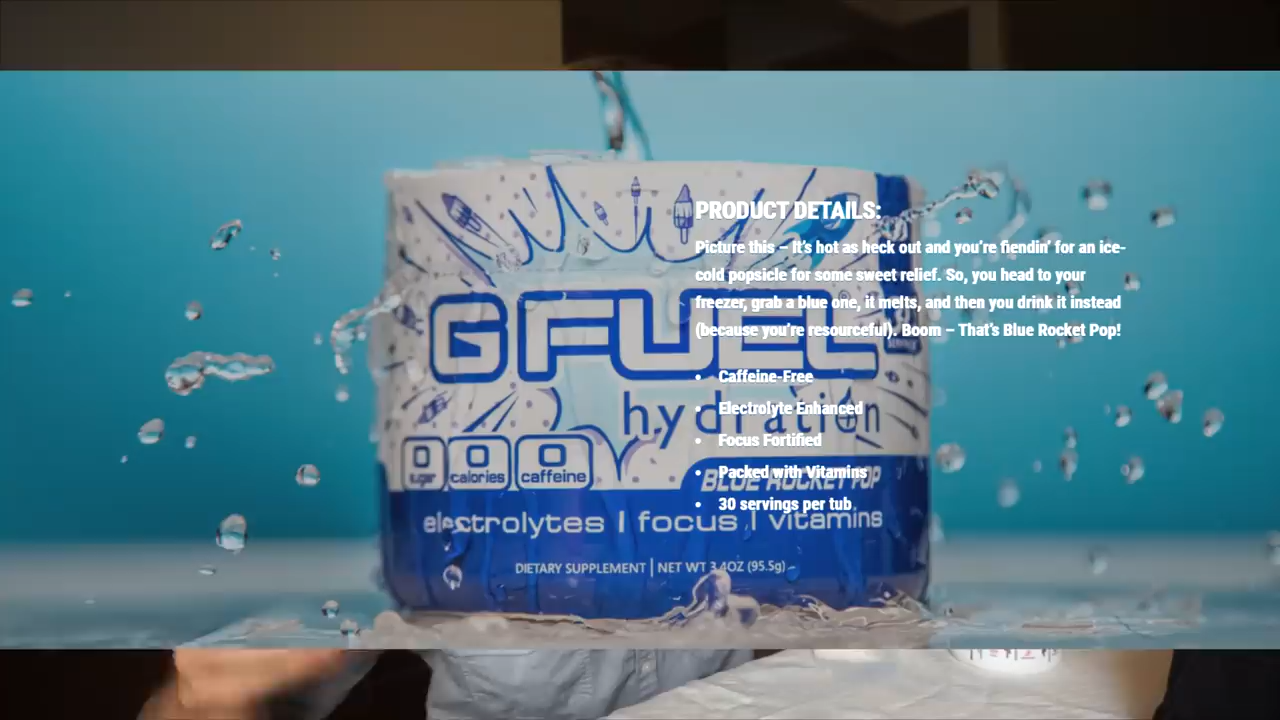 PRODUCT DETAILS:
Picture this – It's hot as heck out and you're fiendin' for an ice-
cold popsicle for some sweet relief. So, you head to your
freezer, grab a blue one, it melts, and then you drink it instead
(because you're resourceful). Boom – That's Blue Rocket Pop!
• Caffeine-Free
• Electrolyte Enhanced
• Focus Fortified
• Packed with Vitamins
• 30 servings per tub
G FUEL
hydration
0 sugar
0 calories
0 caffeine
BLUE ROCKET POP
electrolytes | focus | vitamins
DIETARY SUPPLEMENT | NET WT 3.4OZ (95.5g)